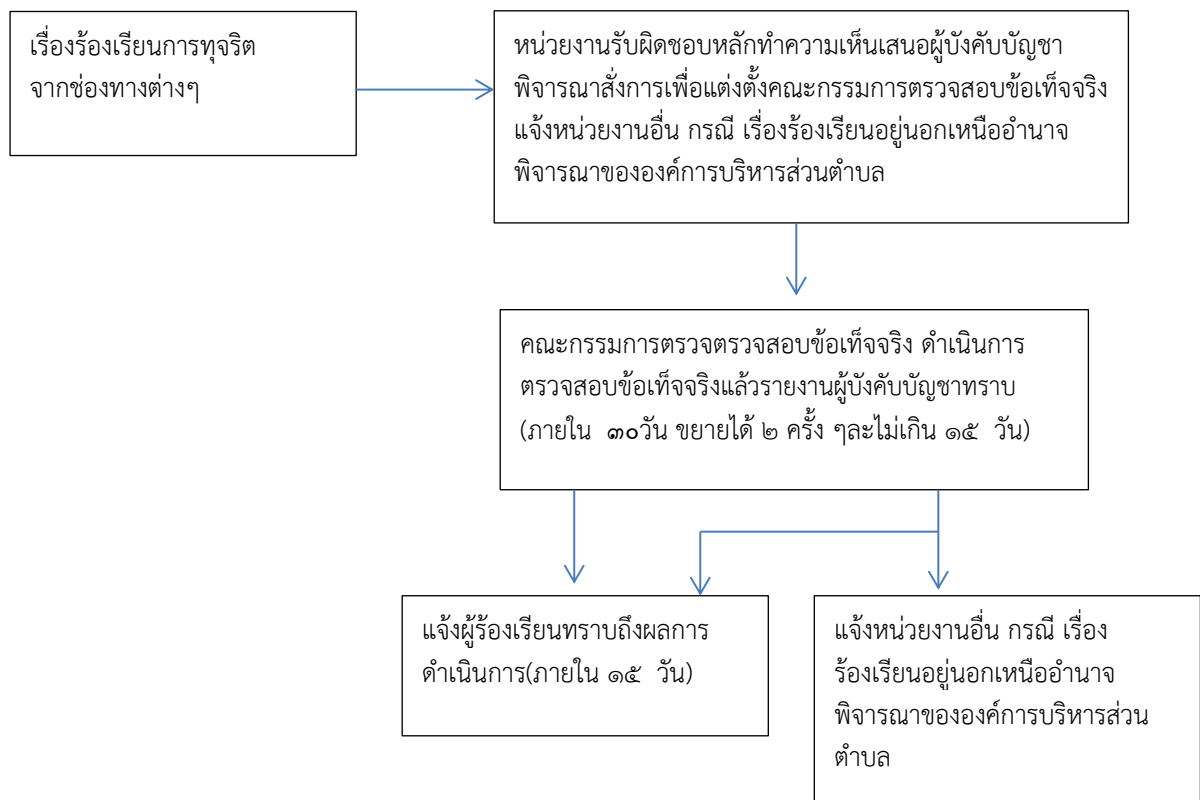 เรื่องร้องเรียนการทุจริต
จากช่องทางต่างๆ
หน่วยงานรับผิดชอบหลักทำความเห็นเสนอผู้บังคับบัญชา
พิจารณาสั่งการเพื่อแต่งตั้งคณะกรรมการตรวจสอบข้อเท็จจริง
แจ้งหน่วยงานอื่น กรณี เรื่องร้องเรียนอยู่นอกเหนืออำนาจ
พิจารณาขององค์การบริหารส่วนตำบล
คณะกรรมการตรวจตรวจสอบข้อเท็จจริง ดำเนินการ
ตรวจสอบข้อเท็จจริงแล้วรายงานผู้บังคับบัญชาทราบ
(ภายใน ๓๐วัน ขยายได้ ๒ ครั้ง ๆละไม่เกิน ๑๕ วัน)
แจ้งผู้ร้องเรียนทราบถึงผลการ
ดำเนินการ(ภายใน ๑๕ วัน)
แจ้งหน่วยงานอื่น กรณี เรื่อง
ร้องเรียนอยู่นอกเหนืออำนาจ
พิจารณาขององค์การบริหารส่วน
ตำบล